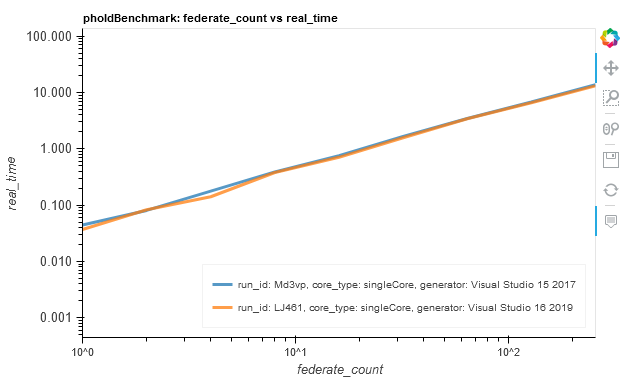 pholdBenchmark: federate_count vs real_time
100.000
10.000
1.000
0.100
0.010
0.001
real_time
run_id: Md3vp, core_type: singleCore, generator: Visual Studio 15 2017
run_id: LJ461, core_type: singleCore, generator: Visual Studio 16 2019
10^0
10^1
10^2
federate_count